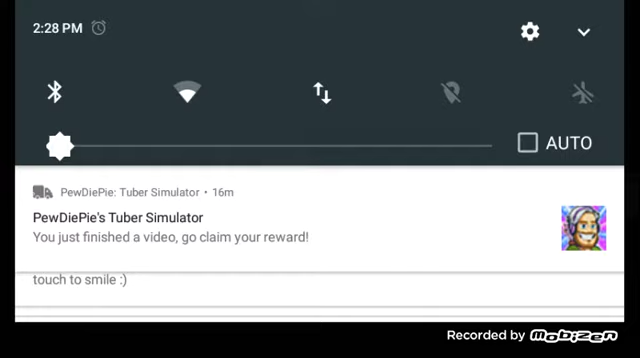 2:28 PM
AUTO
PewDiePie: Tuber Simulator • 16m
PewDiePie's Tuber Simulator
You just finished a video, go claim your reward!
touch to smile :)
Recorded by mobizen